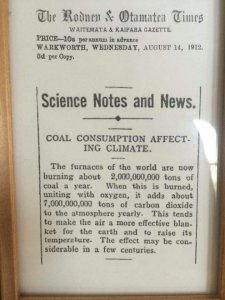 The Rodney & Otamatea Times
WAITEMATA & KAIPARA GAZETTE.
PRICE—10s per annum in advance
WARKWORTH, WEDNESDAY, AUGUST 14, 1912.
3d per Copy.
Science Notes and News.
COAL CONSUMPTION AFFECT-
ING CLIMATE.
The furnaces of the world are now
burning about 2,000,000,000 tons of
coal a year. When this is burned,
uniting with oxygen, it adds about
7,000,000,000 tons of carbon dioxide
to the atmosphere yearly. This tends
to make the air a more effective blan-
ket for the earth and to raise its
temperature. The effect may be con-
siderable in a few centuries.